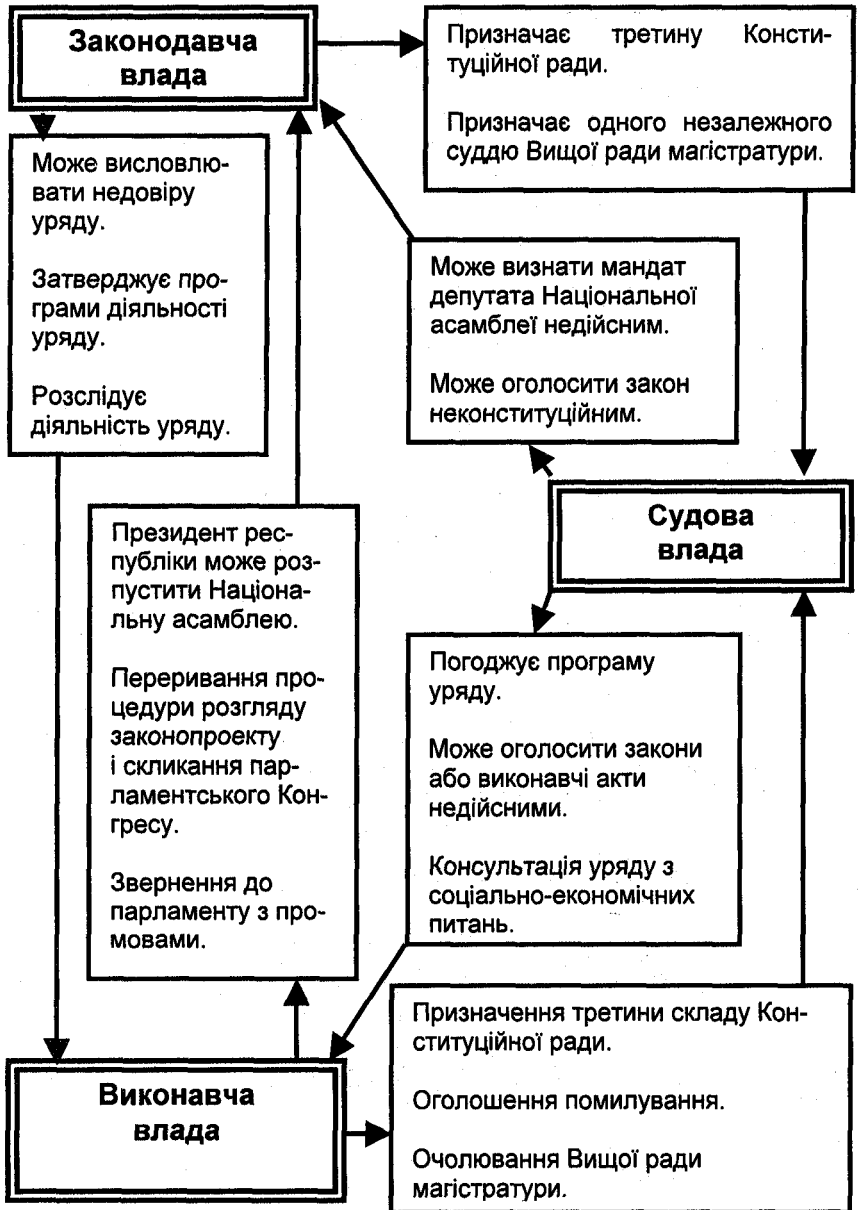 Законодавча
влада
Призначає третину Консти-
туційної ради.
Призначає одного незалежного
суддю Вищої ради магістратури.
Може висловлю-
вати недовіру
уряду.
Затверджує про-
грами діяльності
уряду.
Розслідує
діяльність уряду.
Може визнати мандат
депутата Національної
асамблеї недійсним.
Може оголосити закон
неконституційним.
Судова
влада
Президент рес-
публіки може роз-
пустити Націона-
льну асамблею.
Переривання про-
цедури розгляду
законопроекту
і скликання пар-
ламентського Кон-
гресу.
Звернення до
парламенту з про-
мовами.
Погоджує програму
уряду.
Може оголосити закони
або виконавчі акти
недійсними.
Консультація уряду з
соціально-економічних
питань.
Виконавча
влада
Призначення третини складу Кон-
ституційної ради.
Оголошення помилування.
Очолювання Вищої ради
магістратури.